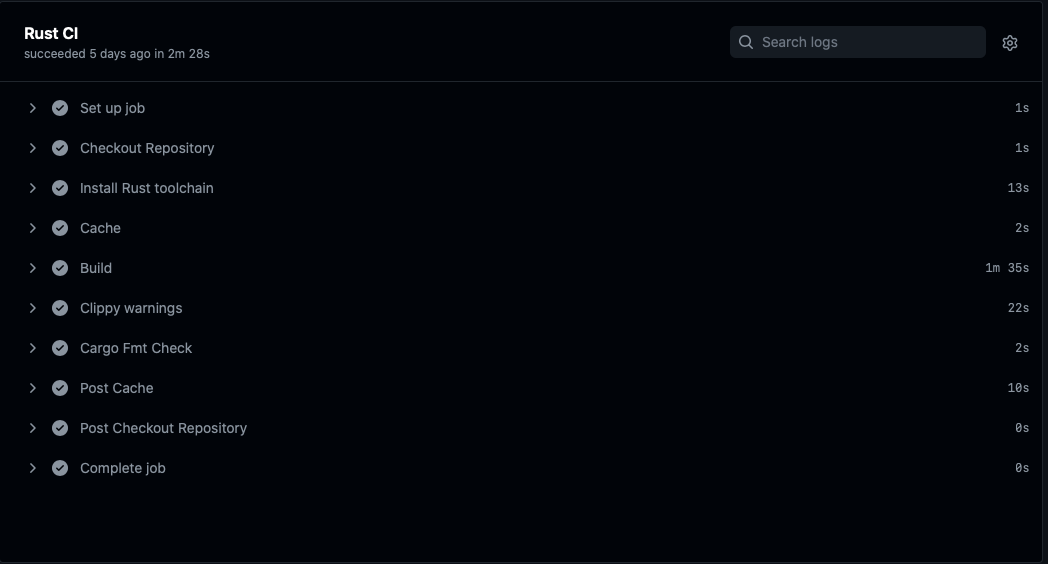 Rust CI
succeeded 5 days ago in 2m 28s
Search logs
Set up job 1s
Checkout Repository 1s
Install Rust toolchain 13s
Cache 2s
Build 1m 35s
Clippy warnings 22s
Cargo Fmt Check 2s
Post Cache 10s
Post Checkout Repository 0s
Complete job 0s